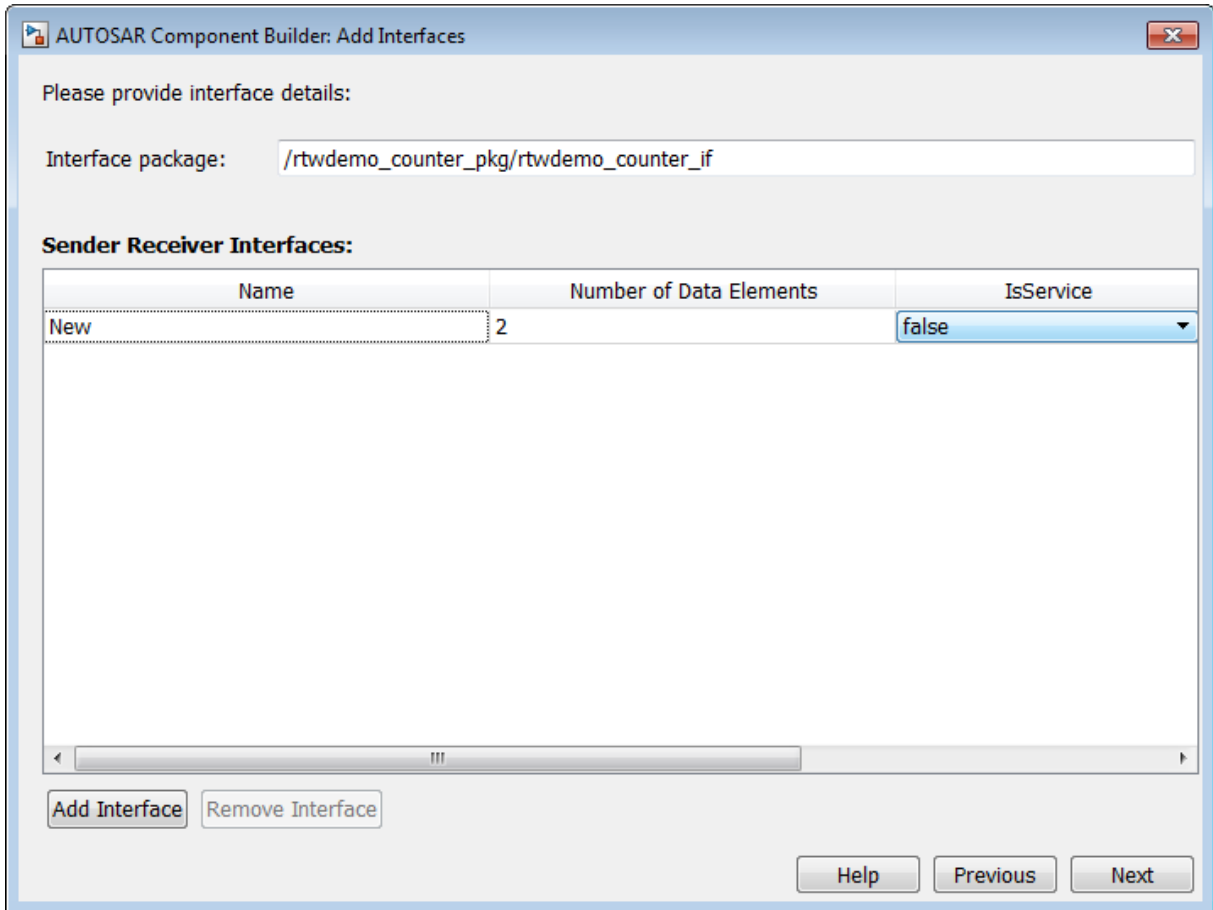 AUTOSAR Component Builder: Add Interfaces
Please provide interface details:
Interface package: /rtwdemo_counter_pkg/rtwdemo_counter_if
Sender Receiver Interfaces:
Name Number of Data Elements IsService
New 2 false
Add Interface Remove Interface
Help Previous Next